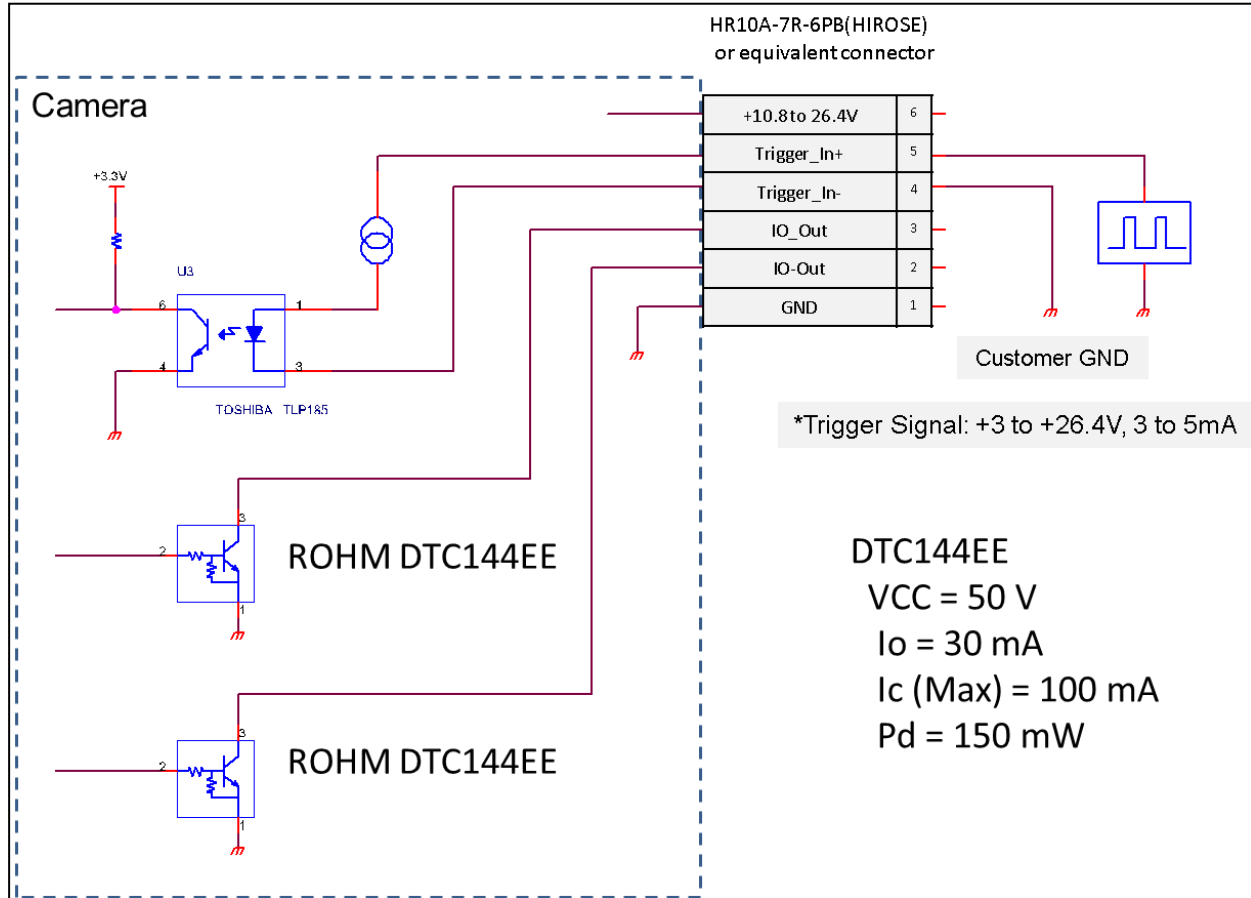 HR10A-7R-6PB(HIROSE)
or equivalent connector
Camera
+10.8 to 26.4V 6
Trigger_In+ 5
Trigger_In- 4
IO_Out 3
IO-Out 2
GND 1
+3.3V
U3
6
1
4
3
TOSHIBA TLP185
Customer GND
*Trigger Signal: +3 to +26.4V, 3 to 5mA
3
2
1
ROHM DTC144EE
3
2
1
ROHM DTC144EE
DTC144EE
VCC = 50 V
Io = 30 mA
Ic (Max) = 100 mA
Pd = 150 mW